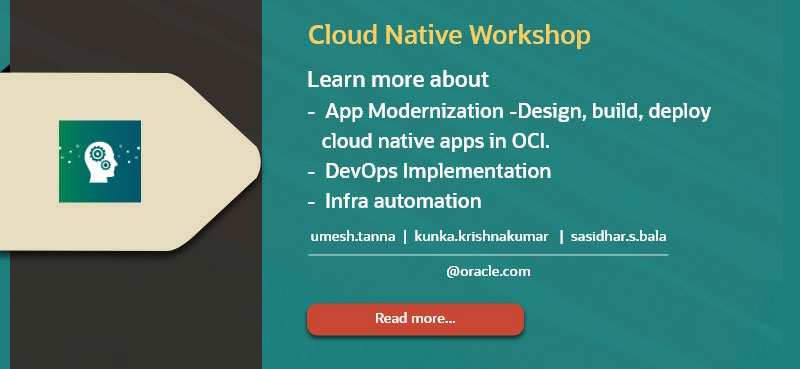 Cloud Native Workshop
Learn more about
- App Modernization -Design, build, deploy
cloud native apps in OCI.
- DevOps Implementation
- Infra automation
umesh.tanna | kunka.krishnakumar | sasidhar.s.bala
@oracle.com
Read more...